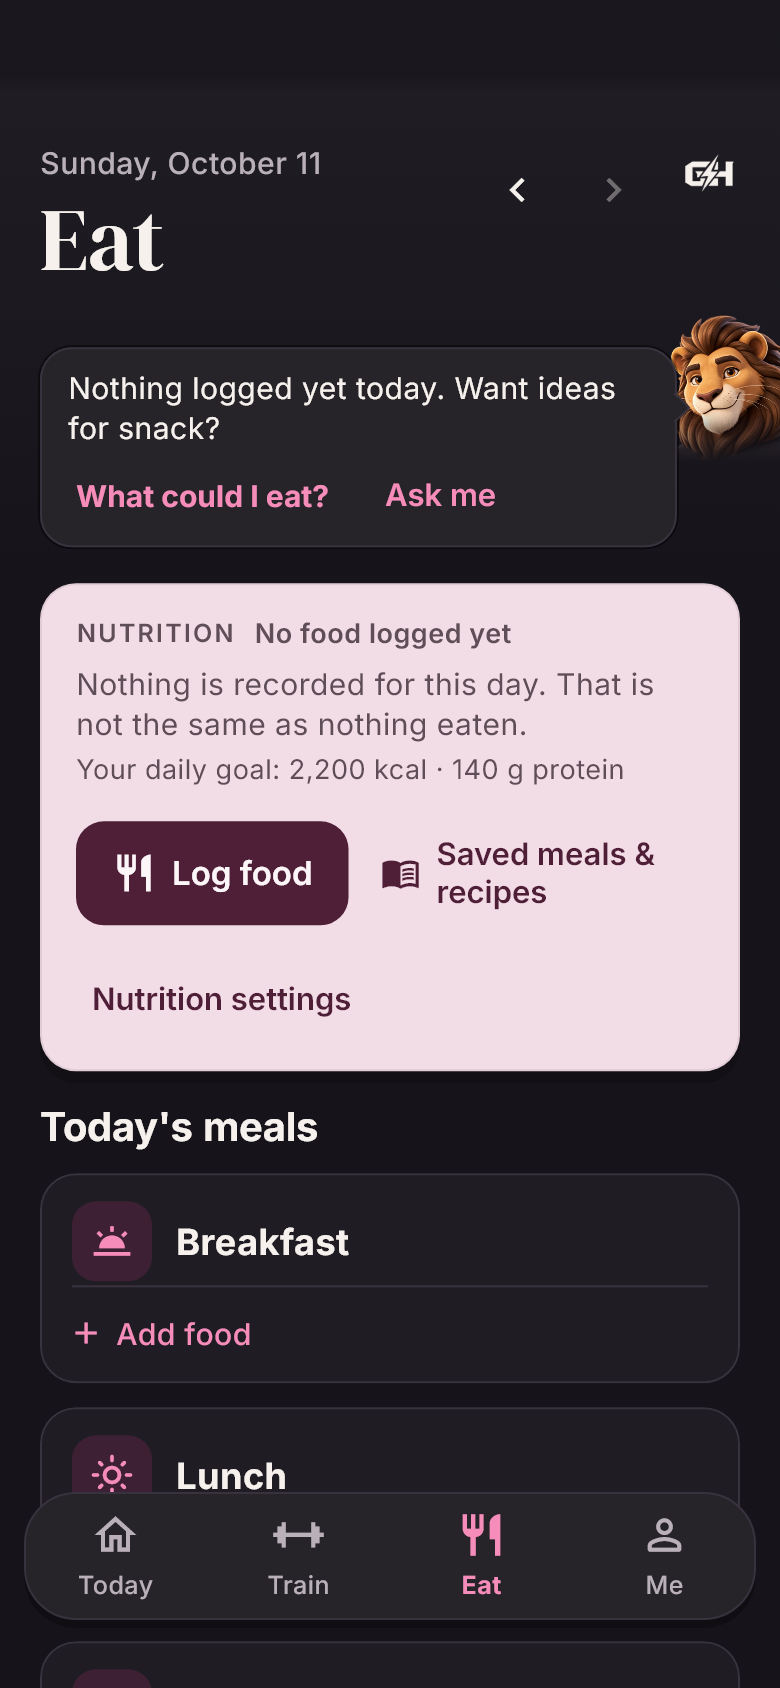 Sunday, October 11
Eat
GH
Nothing logged yet today. Want ideas
for snack?
What could I eat?
Ask me
NUTRITION No food logged yet
Nothing is recorded for this day. That is
not the same as nothing eaten.
Your daily goal: 2,200 kcal · 140 g protein
Log food
Saved meals &
recipes
Nutrition settings
Today's meals
Breakfast
+ Add food
Lunch
Today
Train
Eat
Me